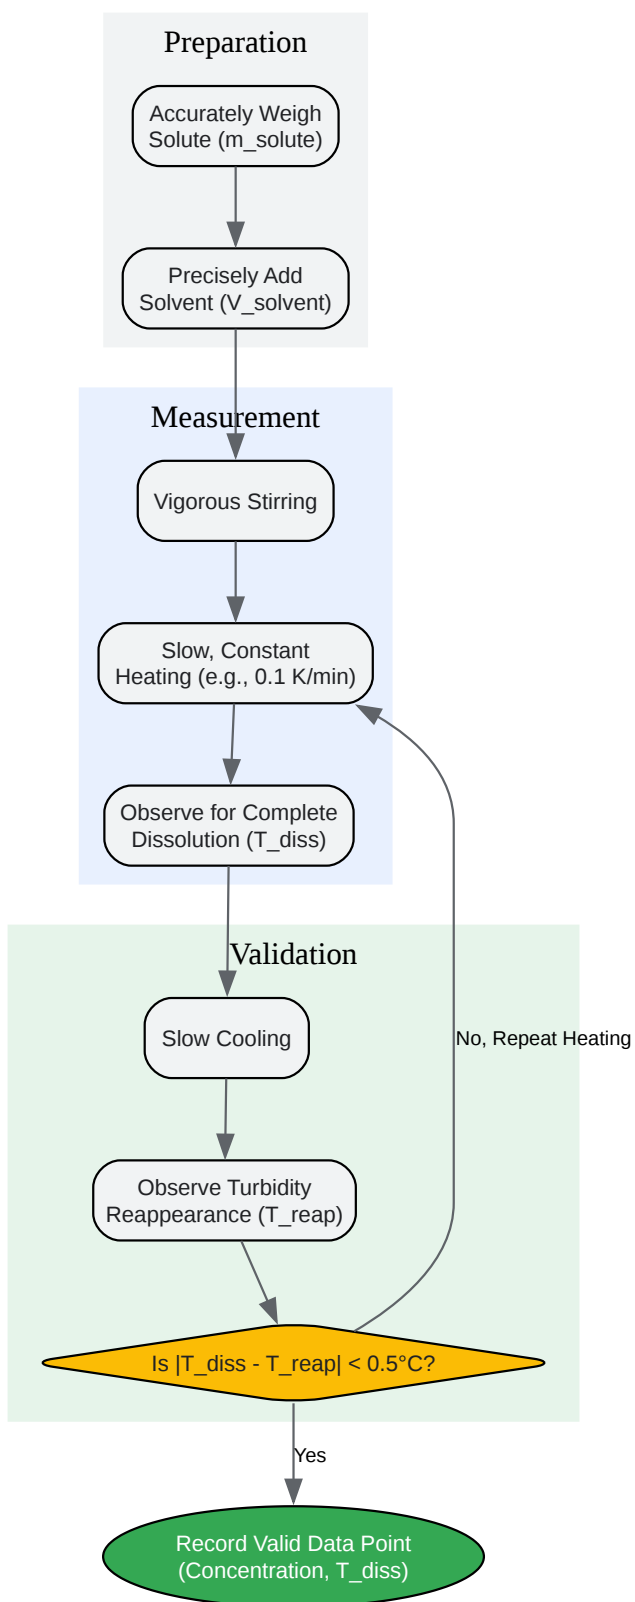 Preparation
Accurately Weigh
Solute (m_solute)
Precisely Add
Solvent (V_solvent)
Measurement
Vigorous Stirring
Slow, Constant
Heating (e.g., 0.1 K/min)
Observe for Complete
Dissolution (T_diss)
Validation
Slow Cooling
No, Repeat Heating
Observe Turbidity
Reappearance (T_reap)
Is |T_diss - T_reap| < 0.5°C?
Yes
Record Valid Data Point
(Concentration, T_diss)